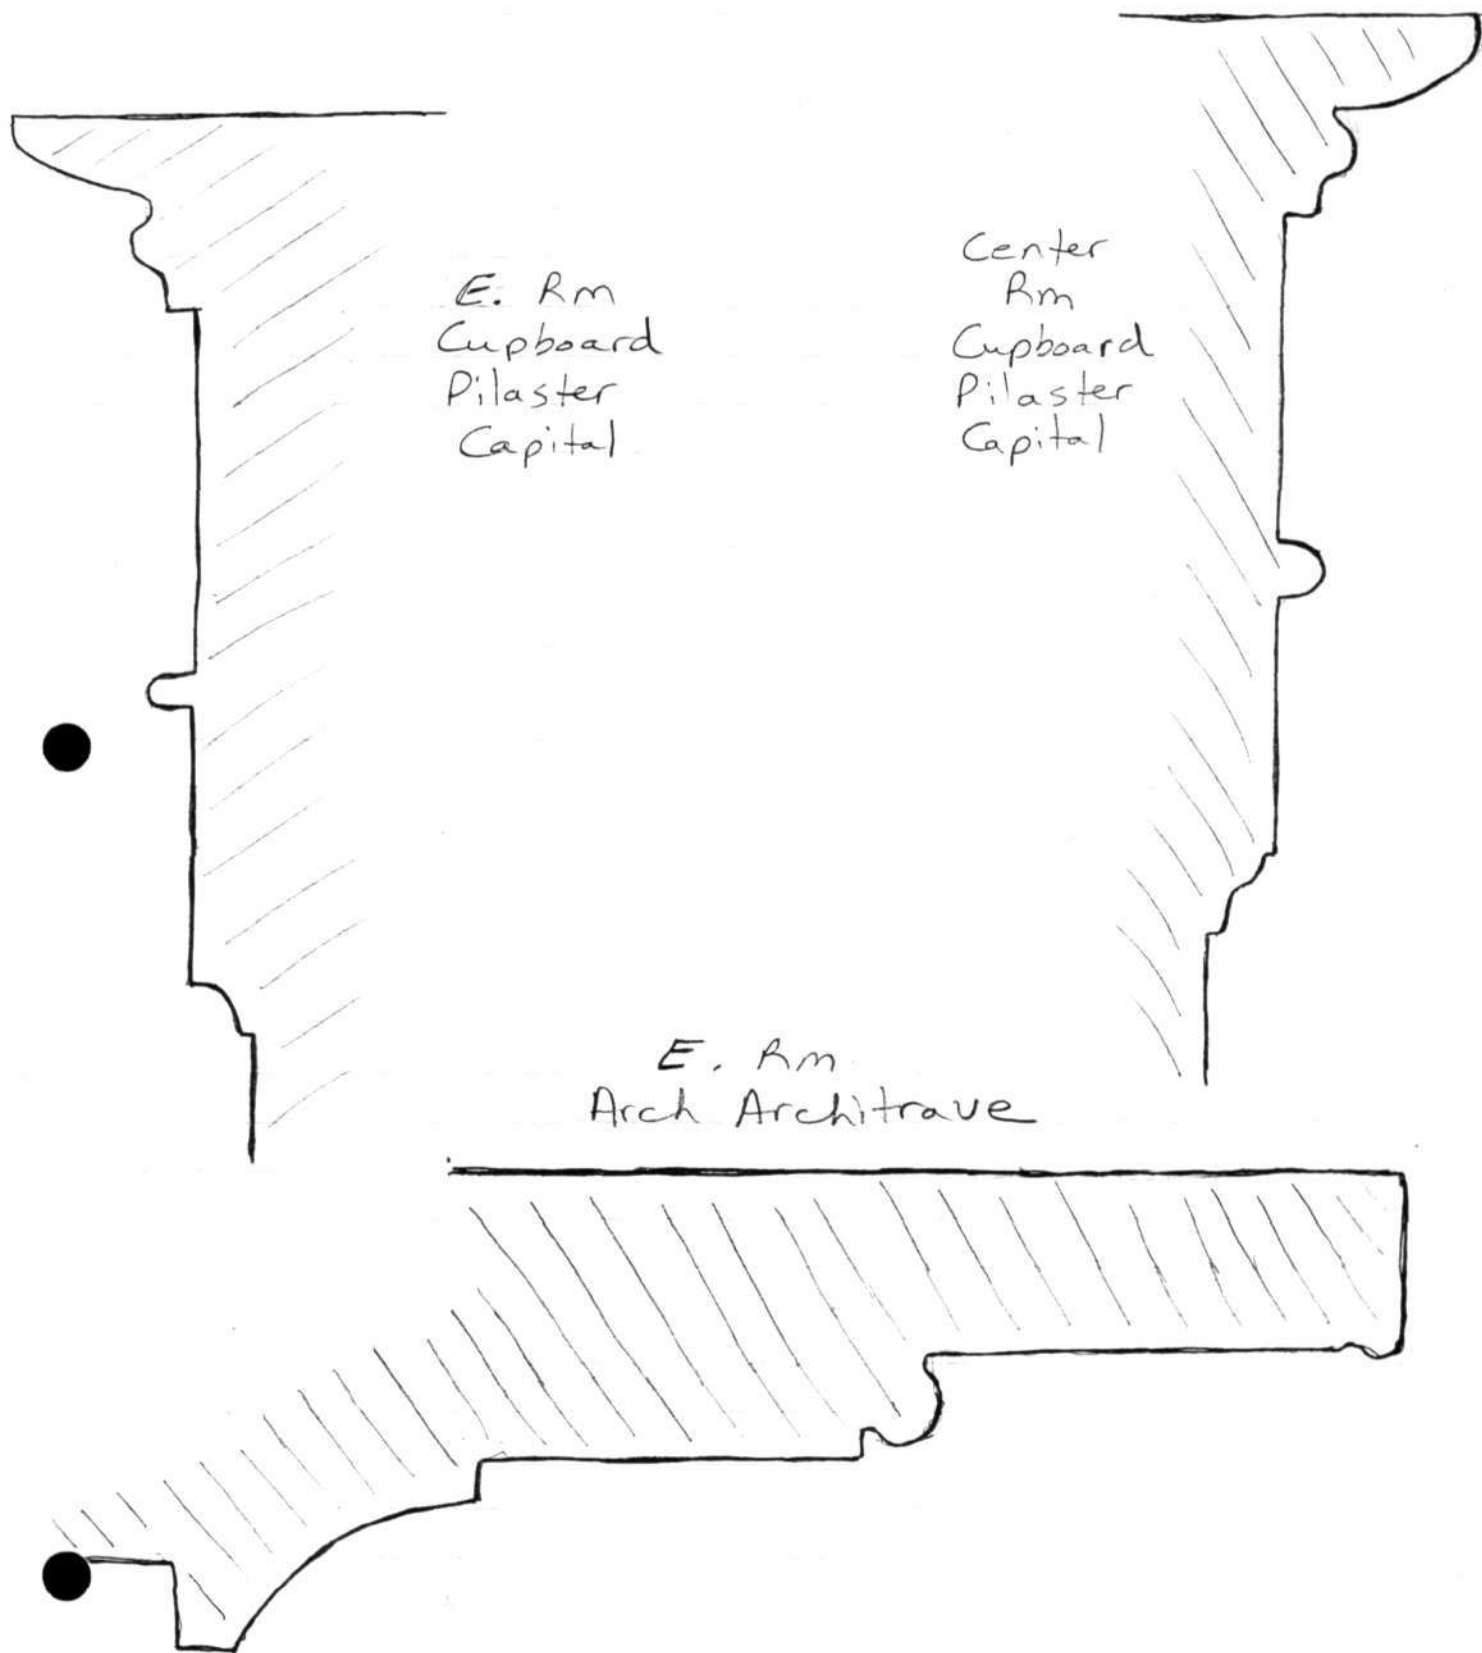 E. Rm
Cupboard
Pilaster
Capital
Center
Rm
Cupboard
Pilaster
Capital
E. Rm
Arch Architrave